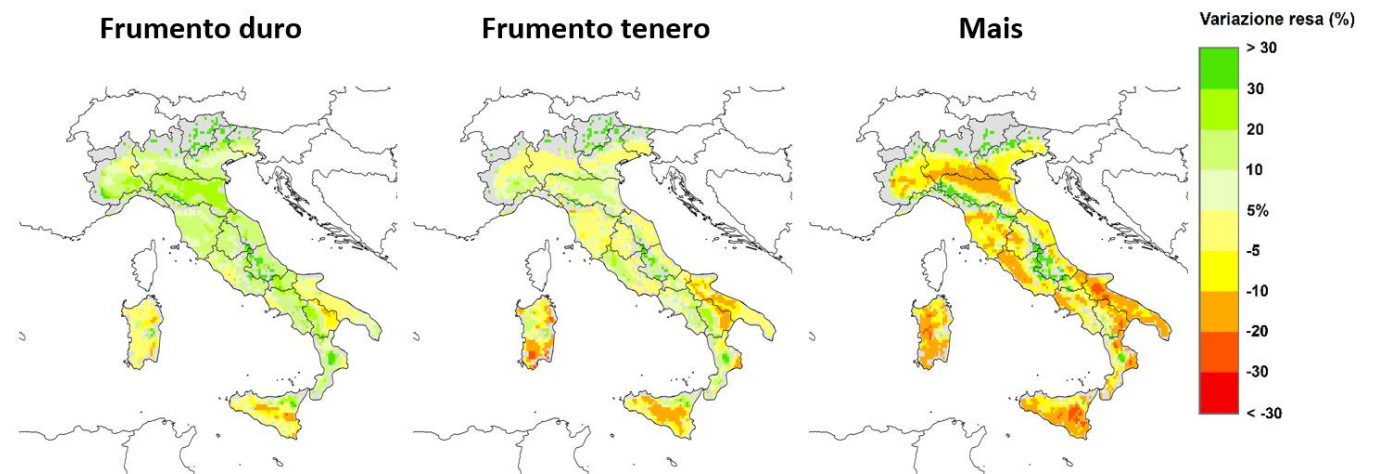 Frumento duro
Frumento tenero
Mais
Variazione resa (%)
> 30
30
20
10
5%
-5
-10
-20
-30
< -30